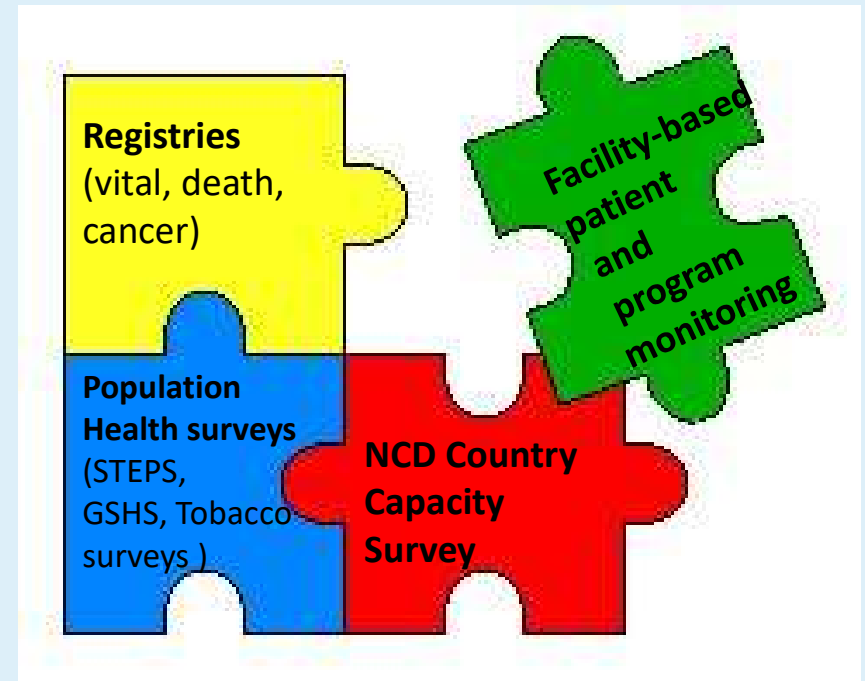 Registries
(vital, death,
cancer)
Facility-based
patient
and
program
monitoring
Population
Health surveys
(STEPS,
GSHS, Tobacco
surveys )
NCD Country
Capacity
Survey